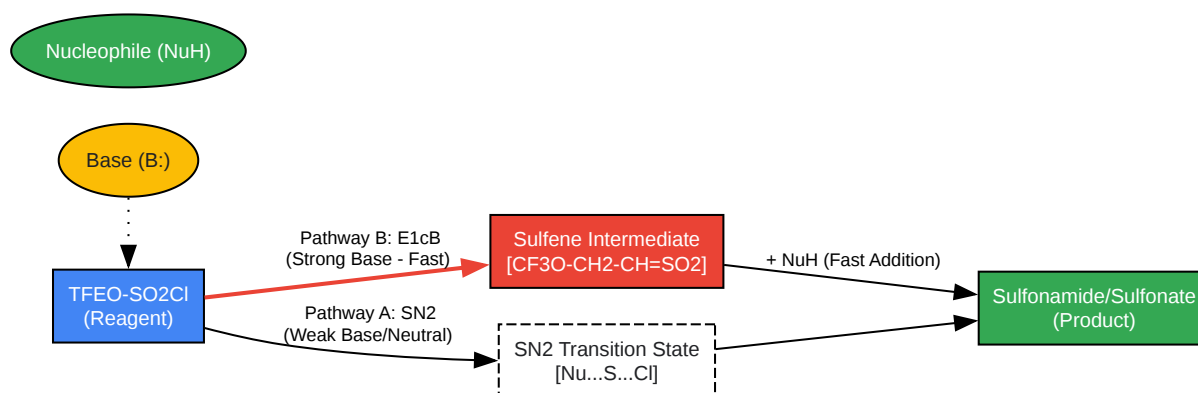 Nucleophile (NuH)
Base (B:)
TFEO-SO2Cl
(Reagent)
Pathway B: E1cB
(Strong Base - Fast)
Pathway A: SN2
(Weak Base/Neutral)
Sulfene Intermediate
[CF3O-CH2-CH=SO2]
SN2 Transition State
[Nu...S...Cl]
+ NuH (Fast Addition)
Sulfonamide/Sulfonate
(Product)